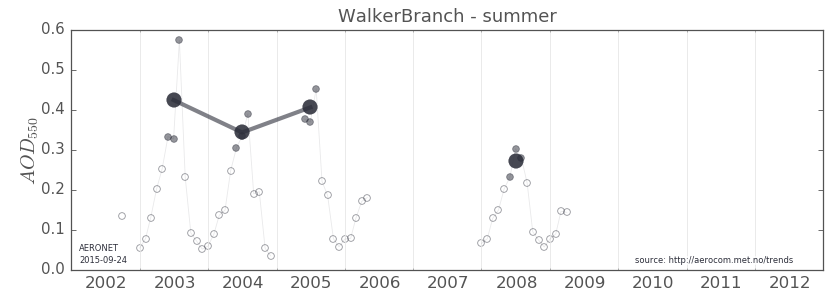 WalkerBranch - summer
0.6
0.5
0.4
0.3
0.2
0.1
0.0
AOD550
AERONET
2015-09-24
source: http://aerocom.met.no/trends
2002 2003 2004 2005 2006 2007 2008 2009 2010 2011 2012